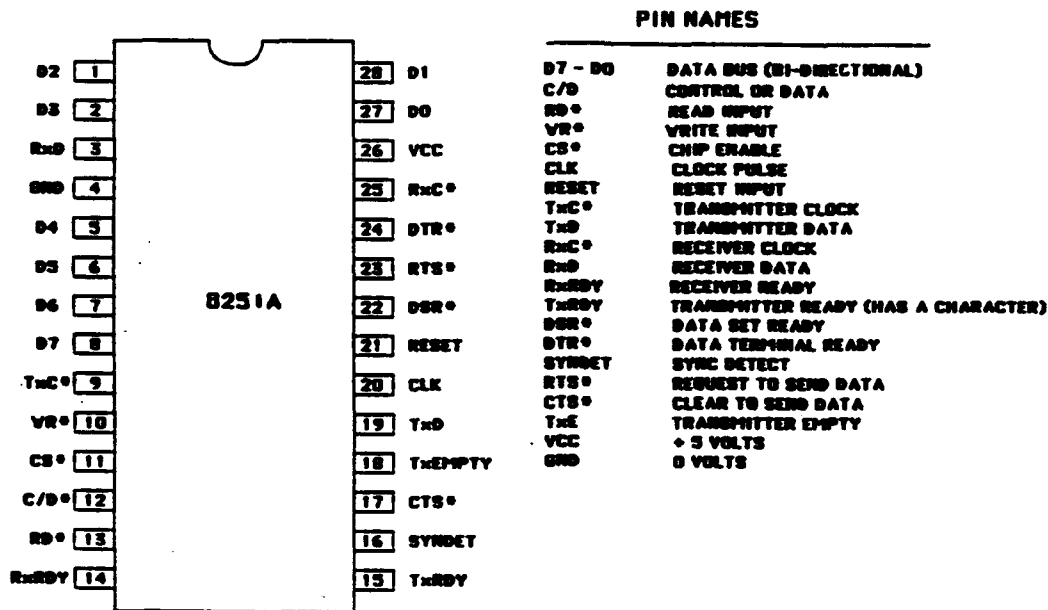 PIN NAMES
D2 1
D3 2
RxD 3
GND 4
D4 5
D5 6
D6 7
D7 8
TxC* 9
WR* 10
CS* 11
C/D* 12
RD* 13
RxRDY 14
8251A
28 D1
27 D0
26 VCC
25 RxC*
24 DTR*
23 RTS*
22 DSR*
21 RESET
20 CLK
19 TxD
18 TxEMPTY
17 CTS*
16 SYNDET
15 TxRDY
D7 - D0 DATA BUS (BI-DIRECTIONAL)
C/D CONTROL OR DATA
RD* READ INPUT
WR* WRITE INPUT
CS* CHIP ENABLE
CLK CLOCK PULSE
RESET RESET INPUT
TxC* TRANSMITTER CLOCK
TxD TRANSMITTER DATA
RxC* RECEIVER CLOCK
RxD RECEIVER DATA
RxRDY RECEIVER READY
TxRDY TRANSMITTER READY (HAS A CHARACTER)
DSR* DATA SET READY
DTR* DATA TERMINAL READY
SYNDET SYNC DETECT
RTS* REQUEST TO SEND DATA
CTS* CLEAR TO SEND DATA
TxE TRANSMITTER EMPTY
VCC + 5 VOLTS
GND 0 VOLTS